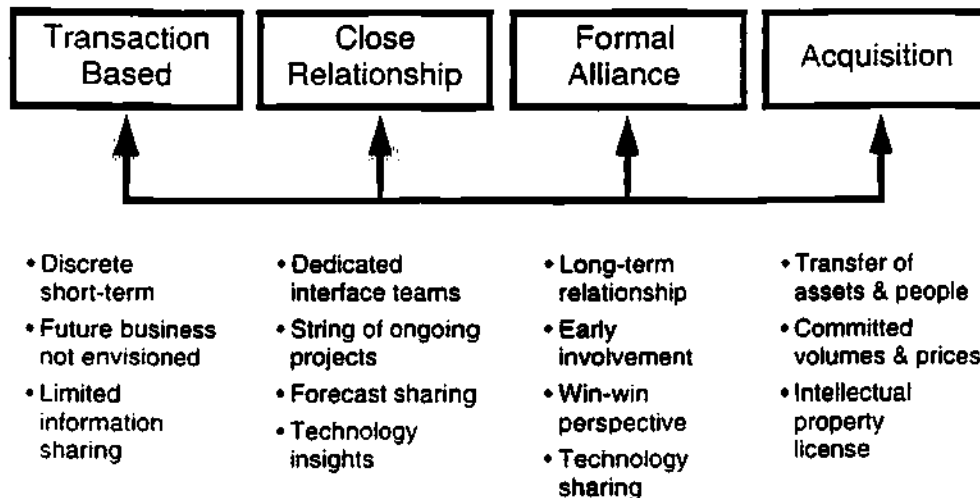 Transaction
Based
Close
Relationship
Formal
Alliance
Acquisition
• Discrete
short-term
• Future business
not envisioned
• Limited
information
sharing
• Dedicated
interface teams
• String of ongoing
projects
• Forecast sharing
• Technology
insights
• Long-term
relationship
• Early
involvement
• Win-win
perspective
• Technology
sharing
• Transfer of
assets & people
• Committed
volumes & prices
• Intellectual
property
license